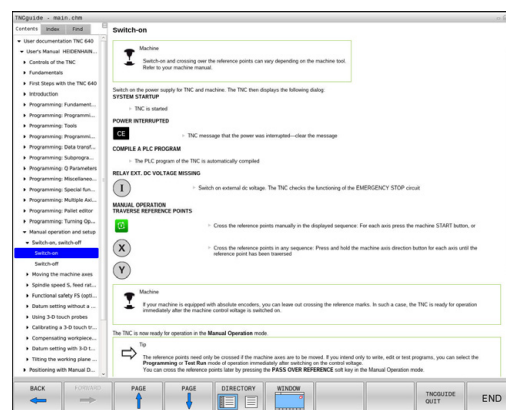 TNCguide - main.chm
Contents Index Find
User documentation TNC 640
User's Manual HEIDENHAIN...
Controls of the TNC
Fundamentals
First Steps with the TNC 640
Introduction
Programming: Fundament...
Programming: Programmi...
Programming: Tools
Programming: Programmi...
Programming: Data transf...
Programming: Subprogra...
Programming: Q Parameters
Programming: Miscellaneo...
Programming: Special fun...
Programming: Multiple Axi...
Programming: Pallet editor
Programming: Turning Op...
Manual operation and setup
Switch-on, switch-off
Switch-on
Switch-off
Moving the machine axes
Spindle speed S, feed rat...
Functional safety FS (opti...
Datum setting without a ...
Using 3-D touch probes
Calibrating a 3-D touch tr...
Compensating workpiece...
Datum setting with 3-D t...
Tilting the working plane ...
Positioning with Manual D...
Switch-on
Machine
Switch-on and crossing over the reference points can vary depending on the machine tool.
Refer to your machine manual.
Switch on the power supply for TNC and machine. The TNC then displays the following dialog:
SYSTEM STARTUP
TNC is started
POWER INTERRUPTED
CE
TNC message that the power was interrupted—clear the message
COMPILE A PLC PROGRAM
The PLC program of the TNC is automatically compiled
RELAY EXT. DC VOLTAGE MISSING
I
Switch on external dc voltage. The TNC checks the functioning of the EMERGENCY STOP circuit
MANUAL OPERATION
TRAVERSE REFERENCE POINTS
Cross the reference points manually in the displayed sequence: For each axis press the machine START button, or
X
Cross the reference points in any sequence: Press and hold the machine axis direction button for each axis until the
reference point has been traversed
Y
Machine
If your machine is equipped with absolute encoders, you can leave out crossing the reference marks. In such a case, the TNC is ready for operation
immediately after the machine control voltage is switched on.
The TNC is now ready for operation in the Manual Operation mode.
Tip
The reference points need only be crossed if the machine axes are to be moved. If you intend only to write, edit or test programs, you can select the
Programming or Test Run mode of operation immediately after switching on the control voltage.
You can cross the reference points later by pressing the PASS OVER REFERENCE soft key in the Manual Operation mode.
BACK FORWARD PAGE PAGE DIRECTORY WINDOW TNCGUIDE QUIT END